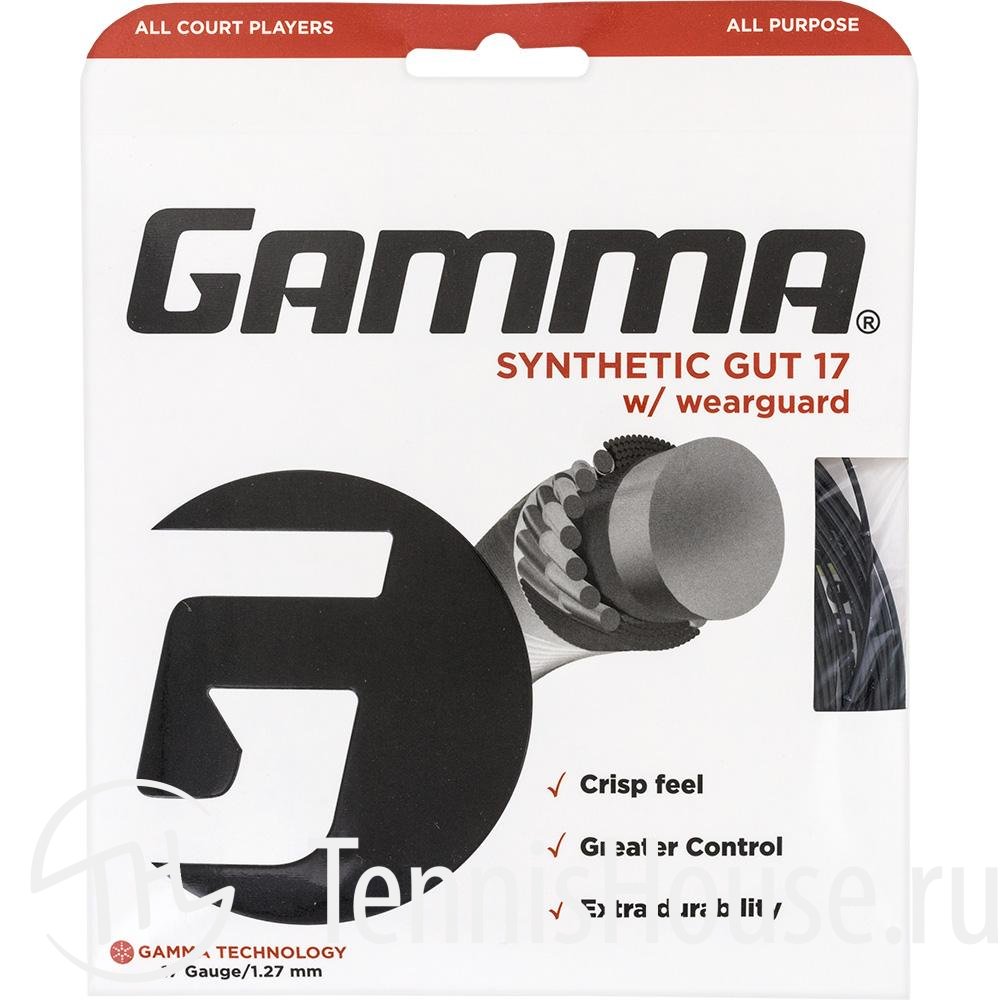 ALL COURT PLAYERS
ALL PURPOSE
GAMMA®
SYNTHETIC GUT 17
w/ wearguard
Crisp feel
Greater Control
Extra durability
TennisHouse.ru
GAMMA TECHNOLOGY
17 Gauge/1.27 mm